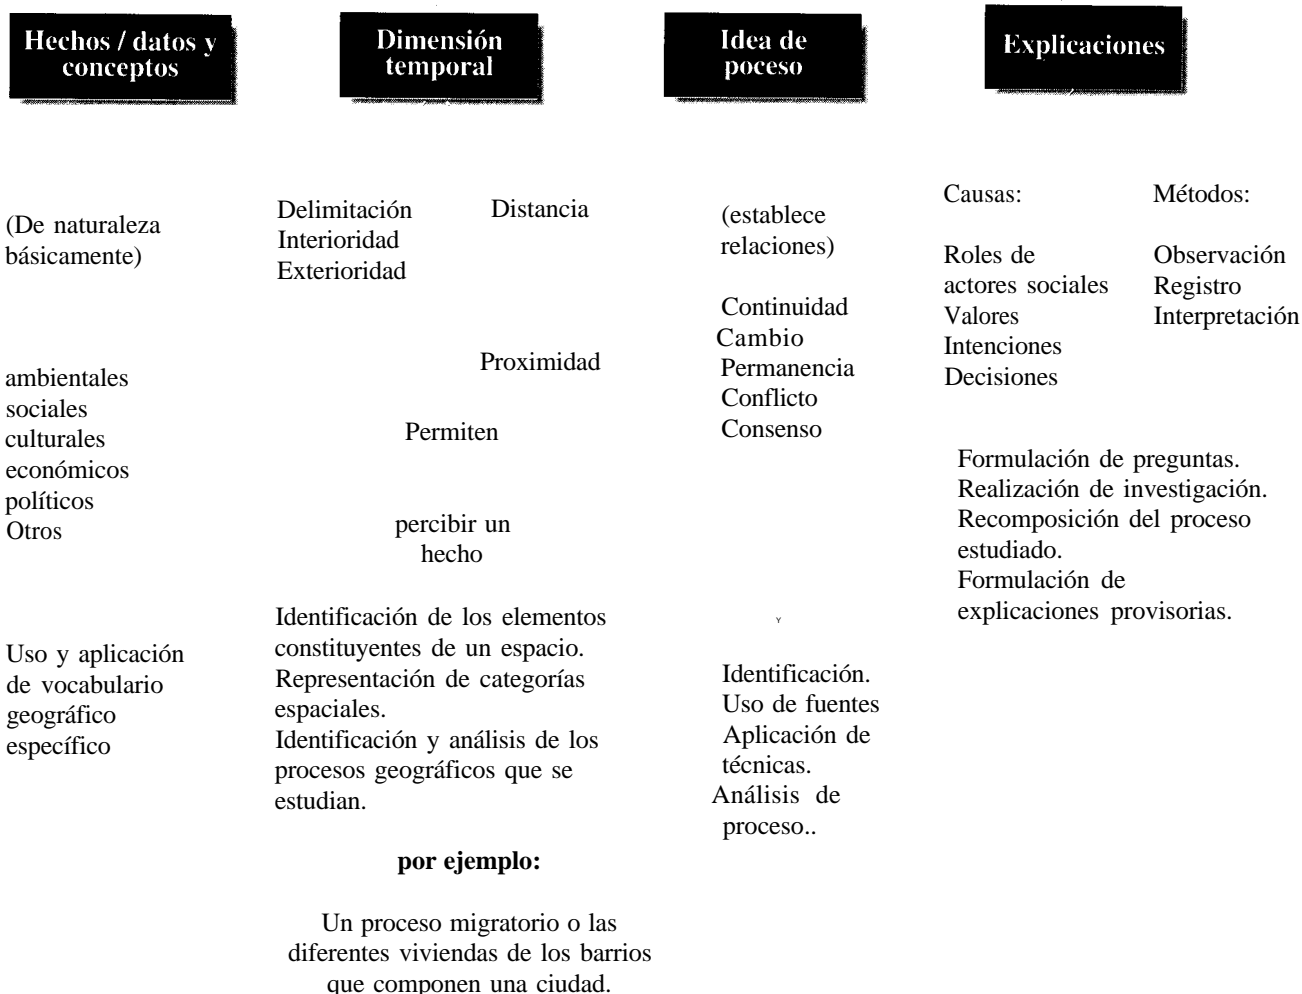 Hechos / datos y
conceptos
Dimensión
temporal
Idea de
poceso
Explicaciones
(De naturaleza
básicamente)
ambientales
sociales
culturales
económicos
políticos
Otros
Uso y aplicación
de vocabulario
geográfico
específico
Delimitación
Interioridad
Exterioridad
Distancia
Proximidad
Permiten
percibir un
hecho
Identificación de los elementos
constituyentes de un espacio.
Representación de categorías
espaciales.
Identificación y análisis de los
procesos geográficos que se
estudian.
por ejemplo:
Un proceso migratorio o las
diferentes viviendas de los barrios
que componen una ciudad.
(establece
relaciones)
Continuidad
Cambio
Permanencia
Conflicto
Consenso
Y
Identificación.
Uso de fuentes
Aplicación de
técnicas.
Análisis de
proceso..
Causas:
Roles de
actores sociales
Valores
Intenciones
Decisiones
Métodos:
Observación
Registro
Interpretación
Formulación de preguntas.
Realización de investigación.
Recomposición del proceso
estudiado.
Formulación de
explicaciones provisorias.